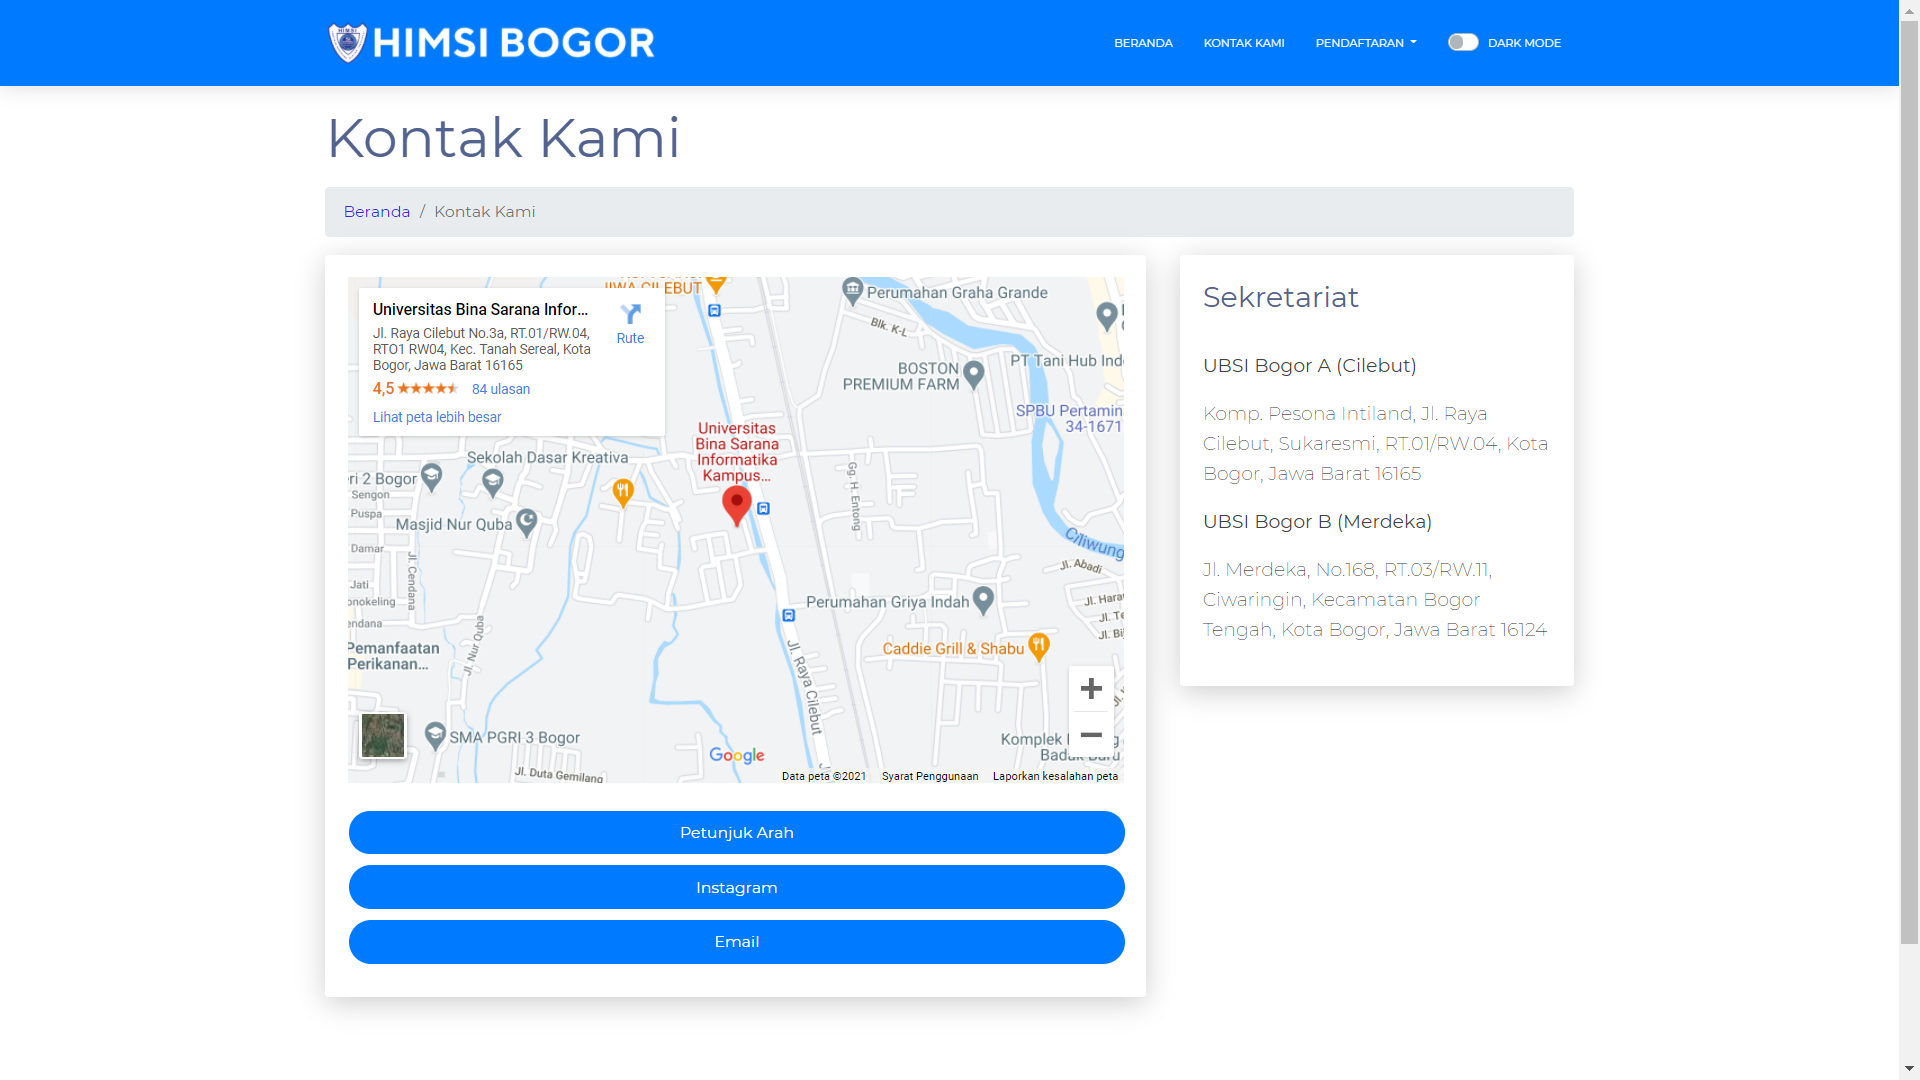 HIMSI
HIMSI BOGOR
BERANDA
KONTAK KAMI
PENDAFTARAN
DARK MODE
Kontak Kami
Beranda / Kontak Kami
JIWA CILEBUT
Universitas Bina Sarana Infor...
Jl. Raya Cilebut No.3a, RT.01/RW.04,
RTO1 RW04, Kec. Tanah Sereal, Kota
Bogor, Jawa Barat 16165
4,5
84 ulasan
Lihat peta lebih besar
Rute
Perumahan Graha Grande
Blk. K-L
BOSTON
PREMIUM FARM
PT Tani Hub Indo
SPBU Pertamin
34-1671
Universitas
Bina Sarana
Informatika
Kampus...
Sekolah Dasar Kreativa
ri 2 Bogor
Sengon
Puspa
Masjid Nur Quba
Damar
Jl. Cendana
Jati
onokeling
endana
Gg. H. Entong
Ciliwung
Jl. Abadi
Perumahan Griya Indah
Jl. Hara
Jl. Te
Jl. Bi
Pemanfaatan
Perikanan...
Jl. Nur Quba
Caddie Grill & Shabu
Jl. Raya Cilebut
SMA PGRI 3 Bogor
Komplek
Jl. Duta Gemilang
Google
Data peta ©2021
Syarat Penggunaan
Laporkan kesalahan peta
Petunjuk Arah
Instagram
Email
Sekretariat
UBSI Bogor A (Cilebut)
Komp. Pesona Intiland, Jl. Raya
Cilebut, Sukaresmi, RT.01/RW.04, Kota
Bogor, Jawa Barat 16165
UBSI Bogor B (Merdeka)
Jl. Merdeka, No.168, RT.03/RW.11,
Ciwaringin, Kecamatan Bogor
Tengah, Kota Bogor, Jawa Barat 16124